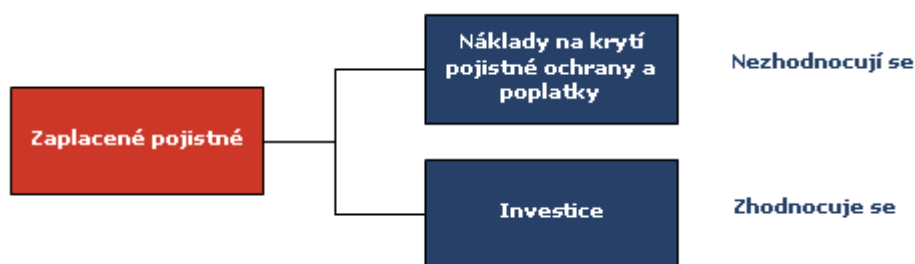 Náklady na krytí
pojistné ochrany a
poplatky
Nezhodnocují se
Zaplacené pojistné
Investice
Zhodnocuje se